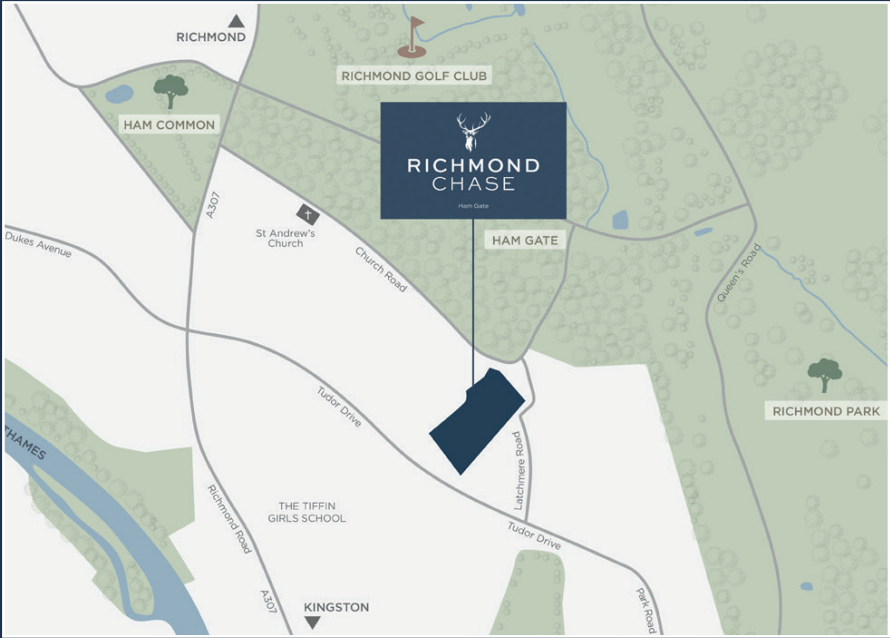 RICHMOND
RICHMOND GOLF CLUB
HAM COMMON
RICHMOND
CHASE
Ham Gate
A307
St Andrew's
Church
HAM GATE
Dukes Avenue
Church Road
Queen's Road
Tudor Drive
RICHMOND PARK
THAMES
Latchmere Road
Richmond Road
THE TIFFIN
GIRLS SCHOOL
Tudor Drive
A307
KINGSTON
Park Road